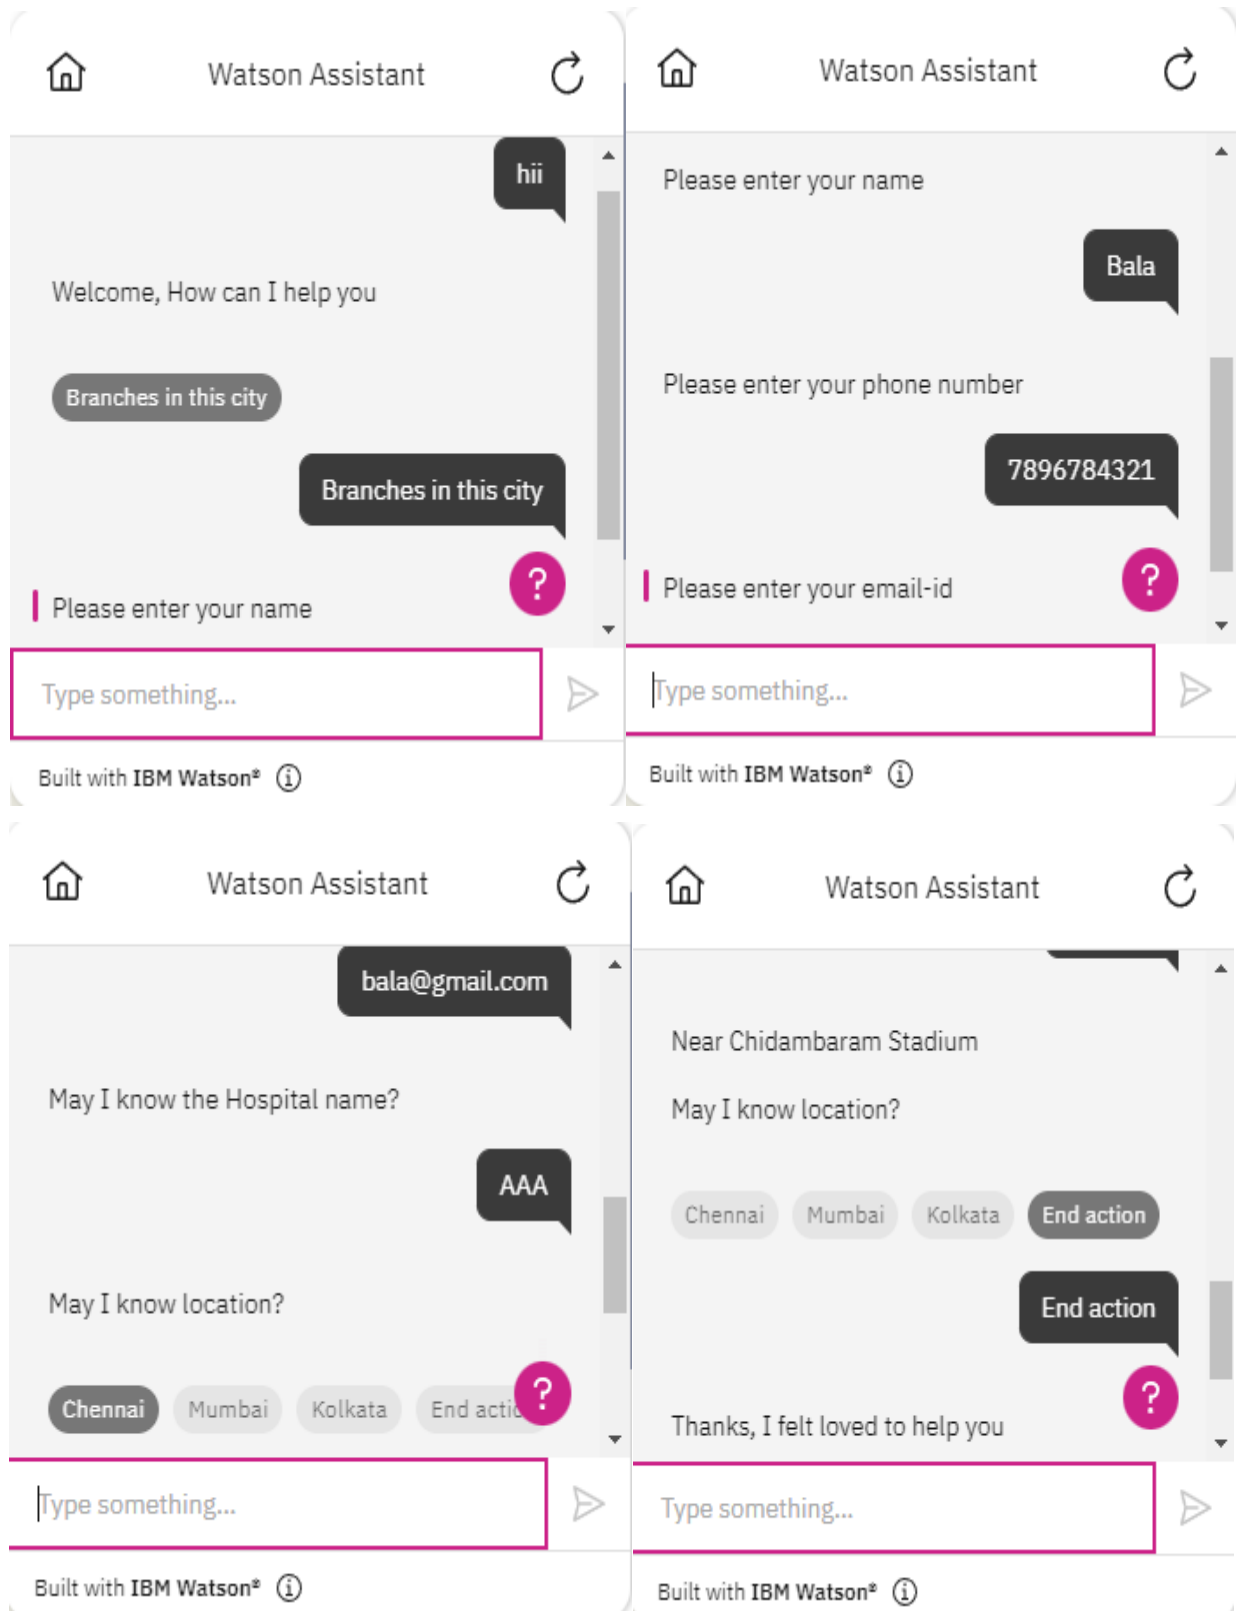 Watson Assistant
hii
Welcome, How can I help you
Branches in this city
Branches in this city
?
Please enter your name
Type something...
Built with IBM Watson®
Watson Assistant
Please enter your name
Bala
Please enter your phone number
7896784321
?
Please enter your email-id
Type something...
Built with IBM Watson®
Watson Assistant
bala@gmail.com
May I know the Hospital name?
AAA
May I know location?
Chennai Mumbai Kolkata End actio
?
Type something...
Built with IBM Watson®
Watson Assistant
Near Chidambaram Stadium
May I know location?
Chennai Mumbai Kolkata End action
End action
?
Thanks, I felt loved to help you
Type something...
Built with IBM Watson®